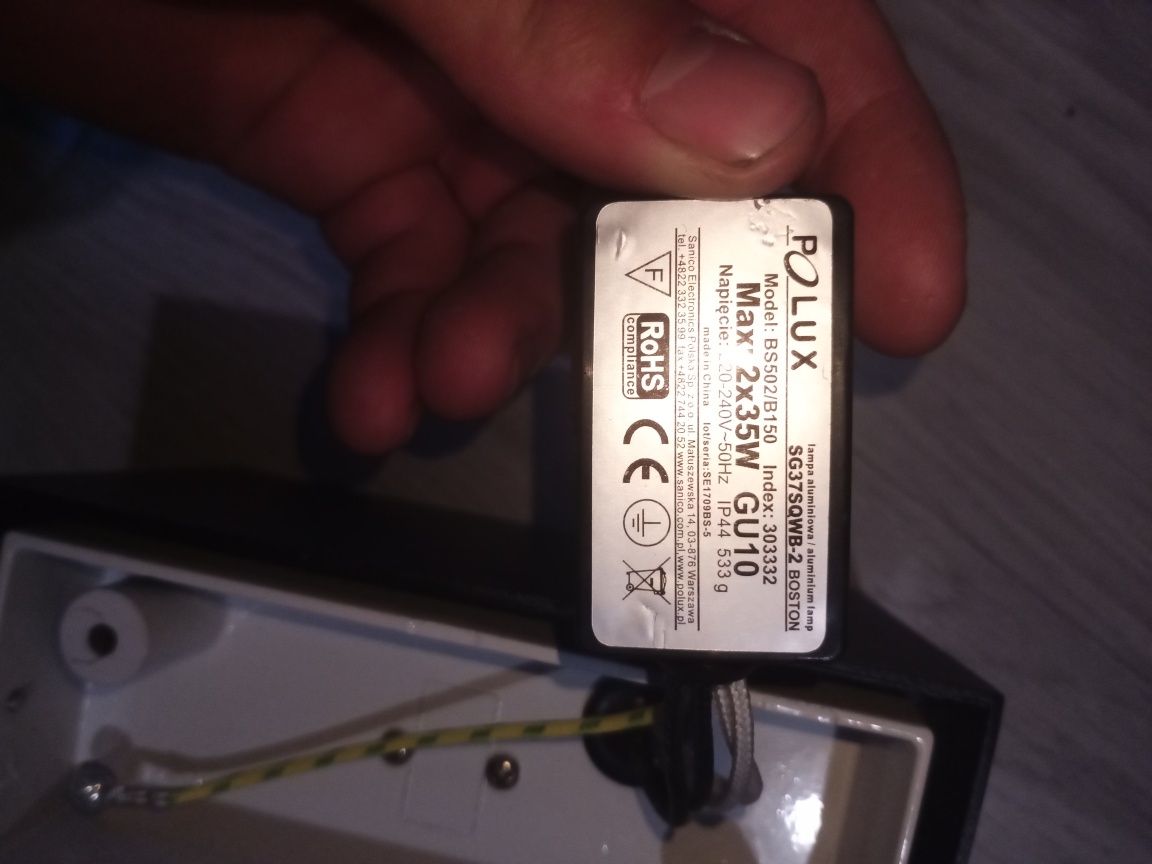 POLUX
lampa aluminiowa / aluminium lamp
SG37SQWB-2 BOSTON
Model: BS502/B150 Index: 303332
Max. 2x35W GU10
Napięcie: 20-240V~50Hz IP44 533 g
made in China lot/seria:SE1709BS-5
Sanico Electronics Polska Sp. z o.o. ul. Matuszewska 14, 03-876 Warszawa
tel. +4822 332 35 99 fax +4822 744 20 52 www.sanico.com.pl,www.polux.pl
F
RoHS
compliance
CE